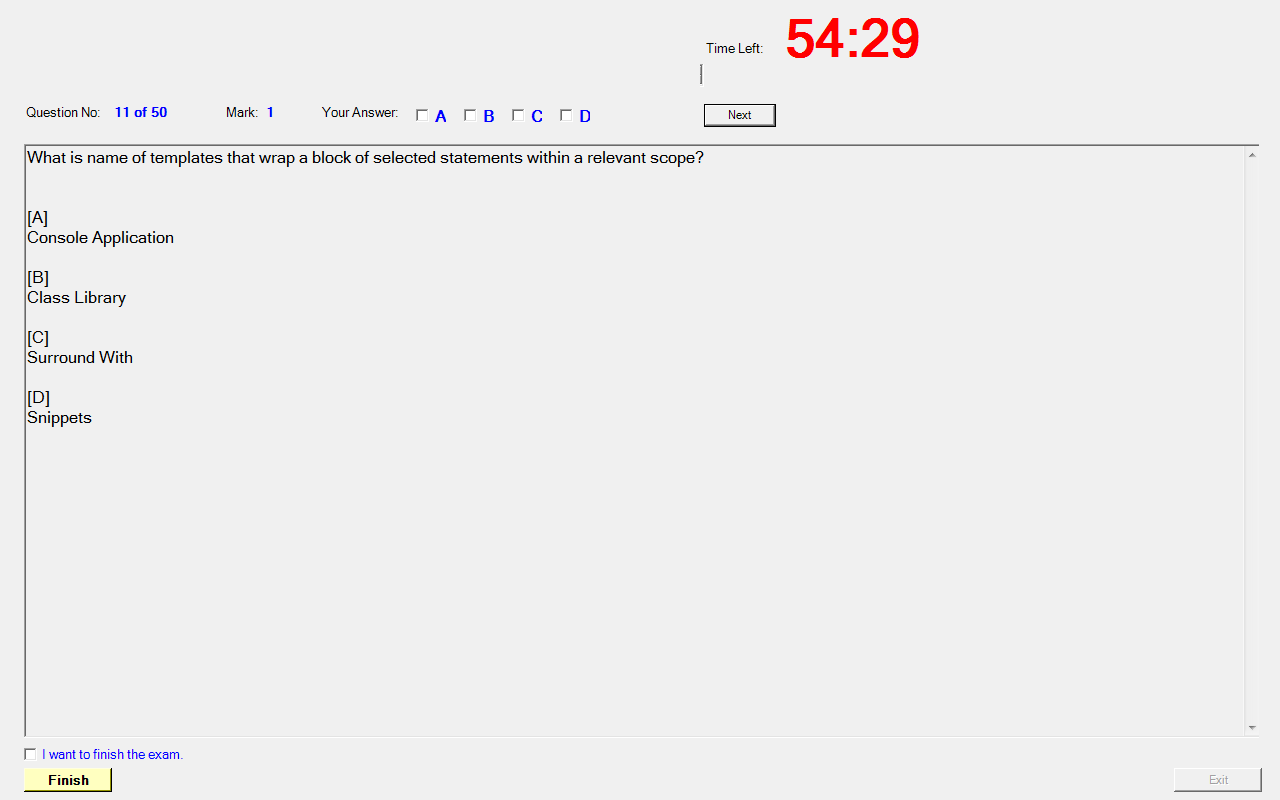 Time Left: 54:29
Question No: 11 of 50 Mark: 1 Your Answer: A B C D Next
What is name of templates that wrap a block of selected statements within a relevant scope?
[A]
Console Application
[B]
Class Library
[C]
Surround With
[D]
Snippets
I want to finish the exam.
Finish Exit